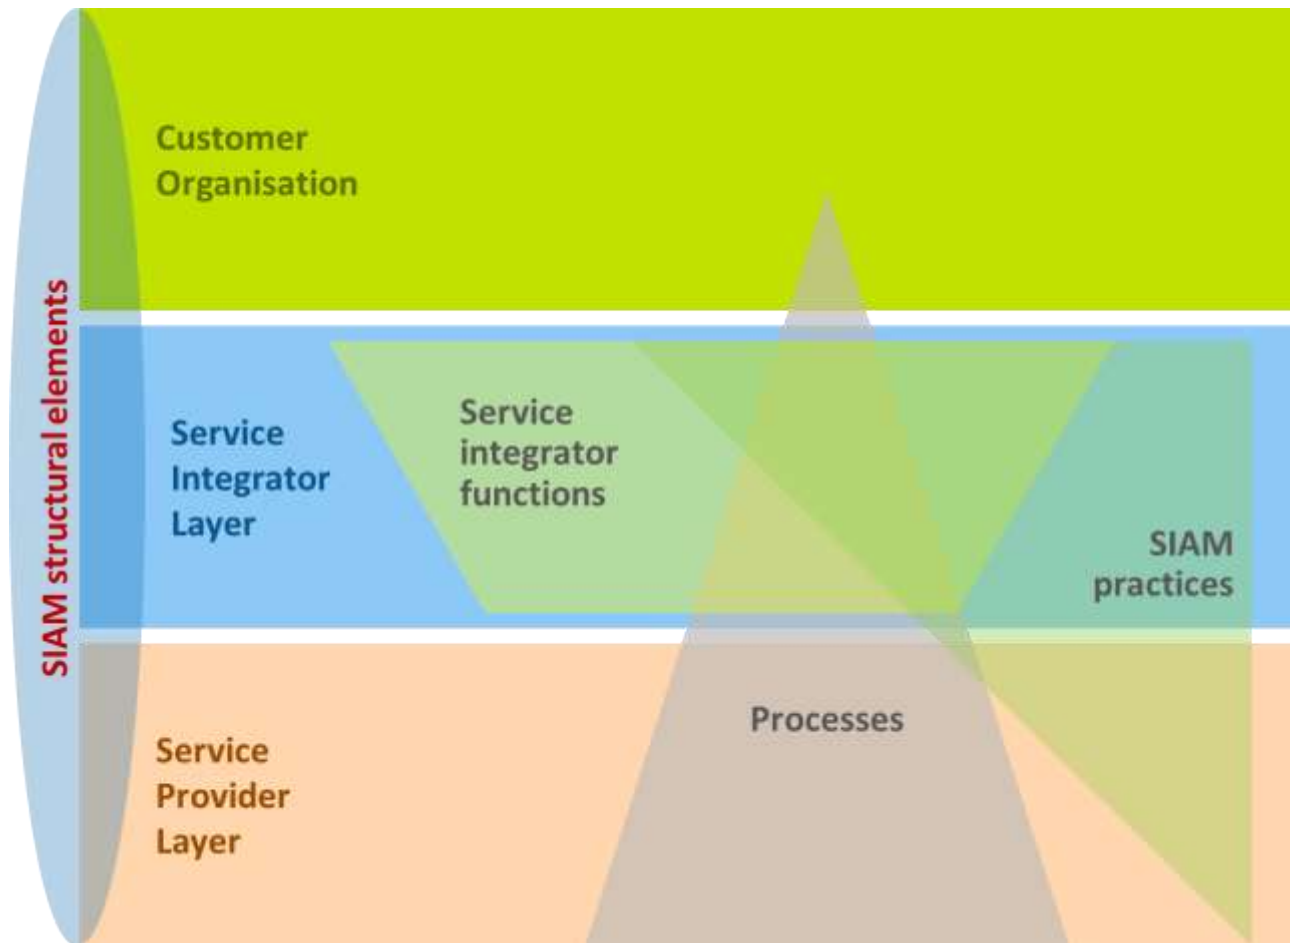 SIAM structural elements
Customer
Organisation
Service
Integrator
Layer
Service
integrator
functions
SIAM
practices
Service
Provider
Layer
Processes